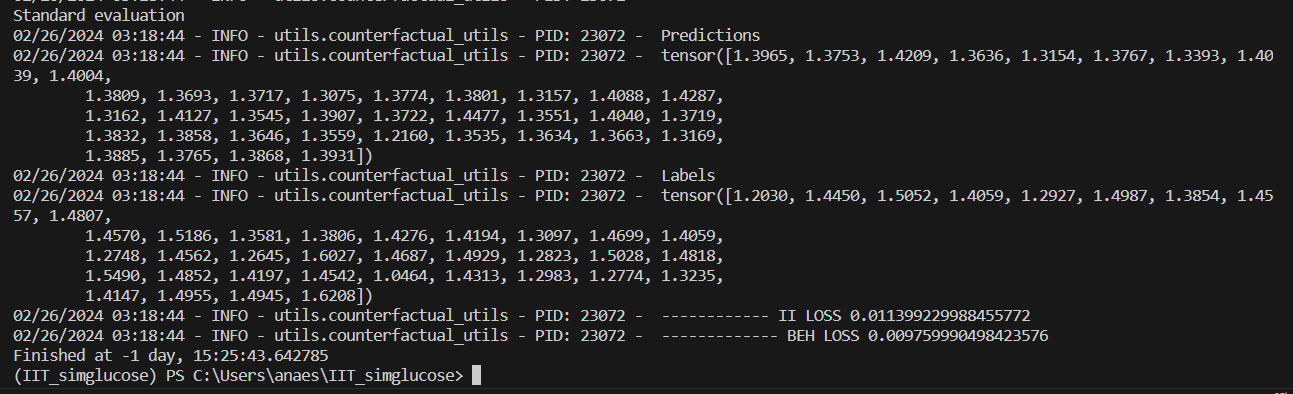 Standard evaluation
02/26/2024 03:18:44 - INFO - utils.counterfactual_utils - PID: 23072 -  Predictions
02/26/2024 03:18:44 - INFO - utils.counterfactual_utils - PID: 23072 -  tensor([1.3965, 1.3753, 1.4209, 1.3636, 1.3154, 1.3767, 1.3393, 1.40
39, 1.4004,
        1.3809, 1.3693, 1.3717, 1.3075, 1.3774, 1.3801, 1.3157, 1.4088, 1.4287,
        1.3162, 1.4127, 1.3545, 1.3907, 1.3722, 1.4477, 1.3551, 1.4040, 1.3719,
        1.3832, 1.3858, 1.3646, 1.3559, 1.2160, 1.3535, 1.3634, 1.3663, 1.3169,
        1.3885, 1.3765, 1.3868, 1.3931])
02/26/2024 03:18:44 - INFO - utils.counterfactual_utils - PID: 23072 -  Labels
02/26/2024 03:18:44 - INFO - utils.counterfactual_utils - PID: 23072 -  tensor([1.2030, 1.4450, 1.5052, 1.4059, 1.2927, 1.4987, 1.3854, 1.45
57, 1.4807,
        1.4570, 1.5186, 1.3581, 1.3806, 1.4276, 1.4194, 1.3097, 1.4699, 1.4059,
        1.2748, 1.4562, 1.2645, 1.6027, 1.4687, 1.4929, 1.2823, 1.5028, 1.4818,
        1.5490, 1.4852, 1.4197, 1.4542, 1.0464, 1.4313, 1.2983, 1.2774, 1.3235,
        1.4147, 1.4955, 1.4945, 1.6208])
02/26/2024 03:18:44 - INFO - utils.counterfactual_utils - PID: 23072 -  ------------ II LOSS 0.011399229988455772
02/26/2024 03:18:44 - INFO - utils.counterfactual_utils - PID: 23072 -  ------------- BEH LOSS 0.009759990498423576
Finished at -1 day, 15:25:43.642785
(IIT_simglucose) PS C:\Users\anaes\IIT_simglucose>